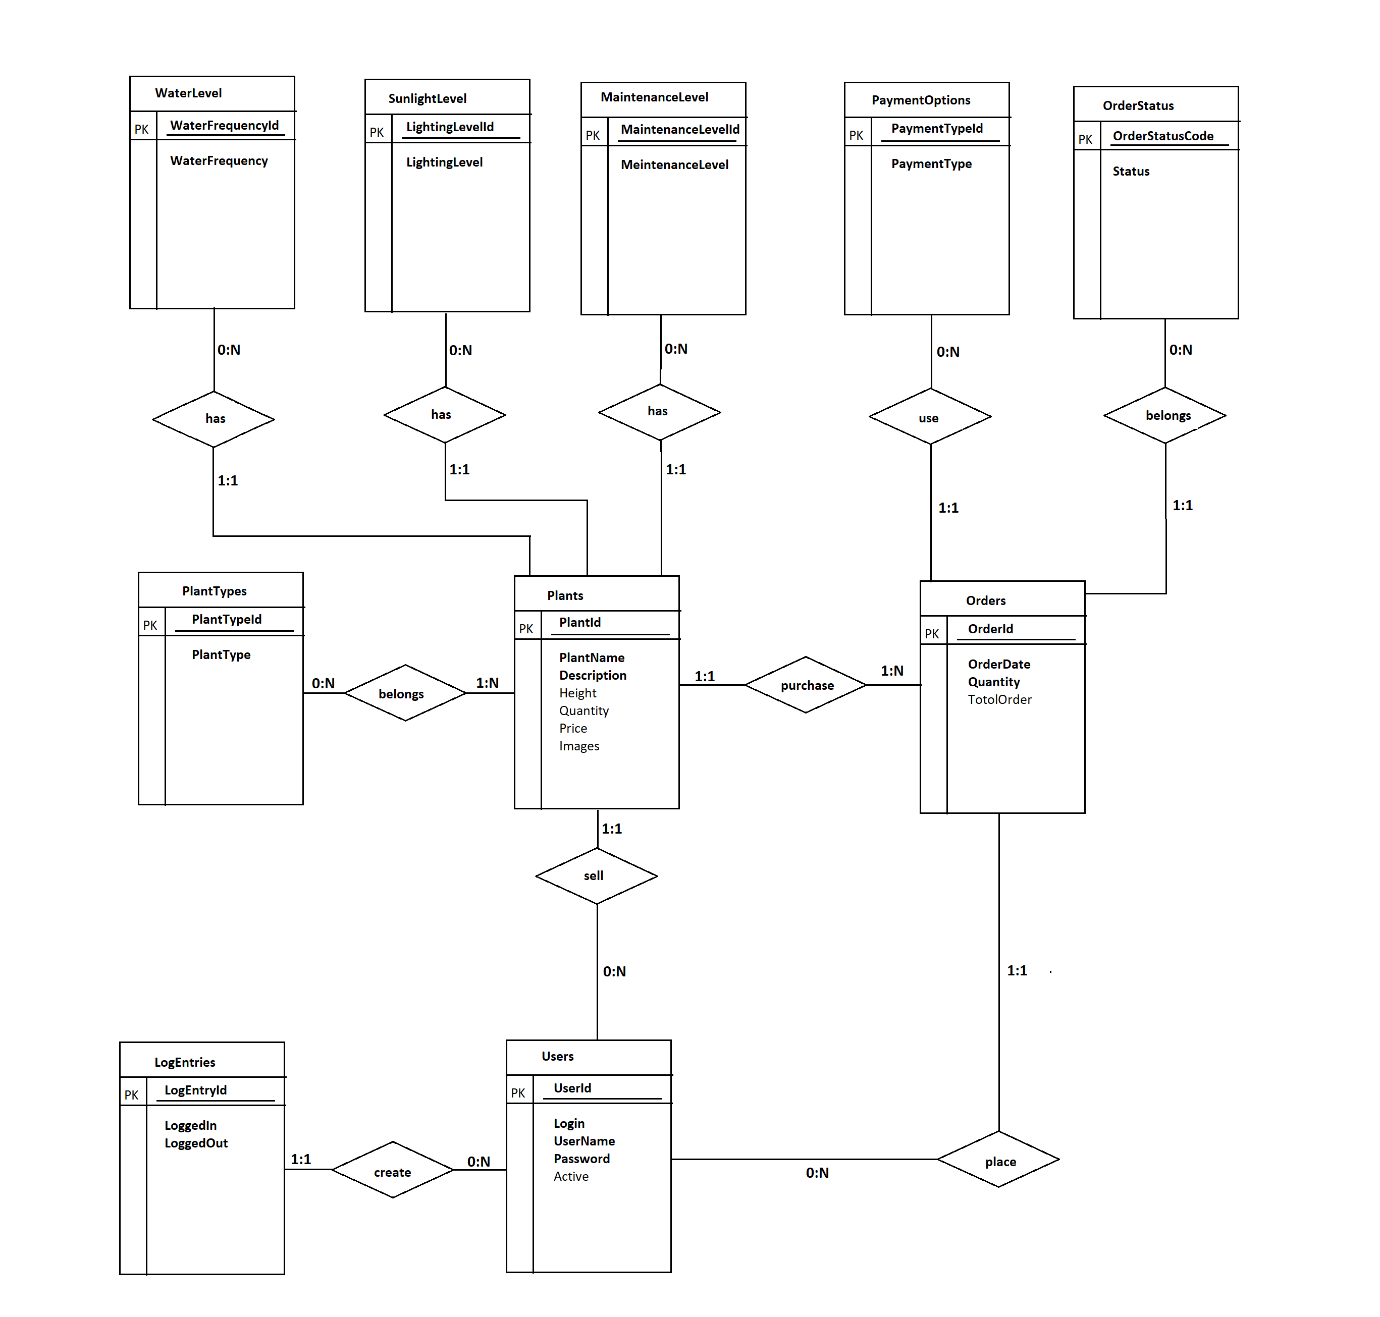 WaterLevel
PK WaterFrequencyId
WaterFrequency
SunlightLevel
PK LightingLevelId
LightingLevel
MaintenanceLevel
PK MaintenanceLevelId
MeintenanceLevel
PaymentOptions
PK PaymentTypeId
PaymentType
OrderStatus
PK OrderStatusCode
Status
0:N
0:N
0:N
0:N
0:N
has
has
has
use
belongs
1:1
1:1
1:1
1:1
1:1
PlantTypes
PK PlantTypeId
PlantType
0:N
belongs
1:N
Plants
PK PlantId
PlantName
Description
Height
Quantity
Price
Images
1:1
purchase
1:N
Orders
PK OrderId
OrderDate
Quantity
TotolOrder
1:1
sell
0:N
1:1
LogEntries
PK LogEntryId
LoggedIn
LoggedOut
1:1
create
0:N
Users
PK UserId
Login
UserName
Password
Active
0:N
place